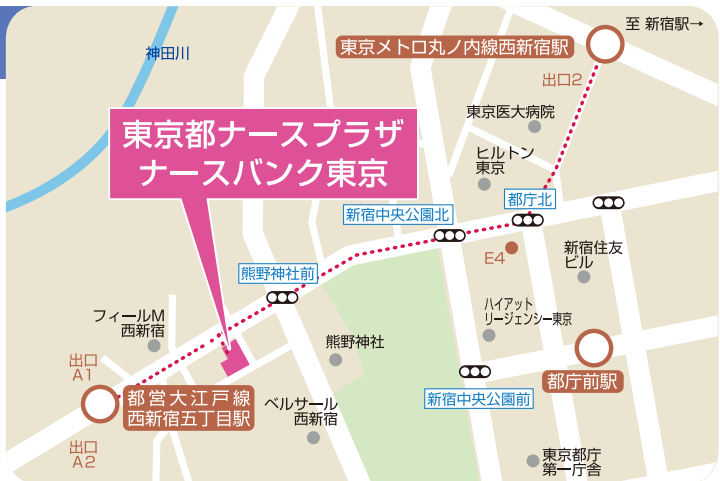 至 新宿駅→
東京メトロ丸ノ内線西新宿駅
神田川
出口2
東京医大病院
東京都ナースプラザ
ナースバンク東京
ヒルトン
東京
都庁北
新宿中央公園北
E4
新宿住友
ビル
熊野神社前
フィールM
西新宿
ハイアット
リージェンシー東京
熊野神社
出口
A1
都庁前駅
都営大江戸線
西新宿五丁目駅
新宿中央公園前
ベルサール
西新宿
出口
A2
東京都庁
第一庁舎